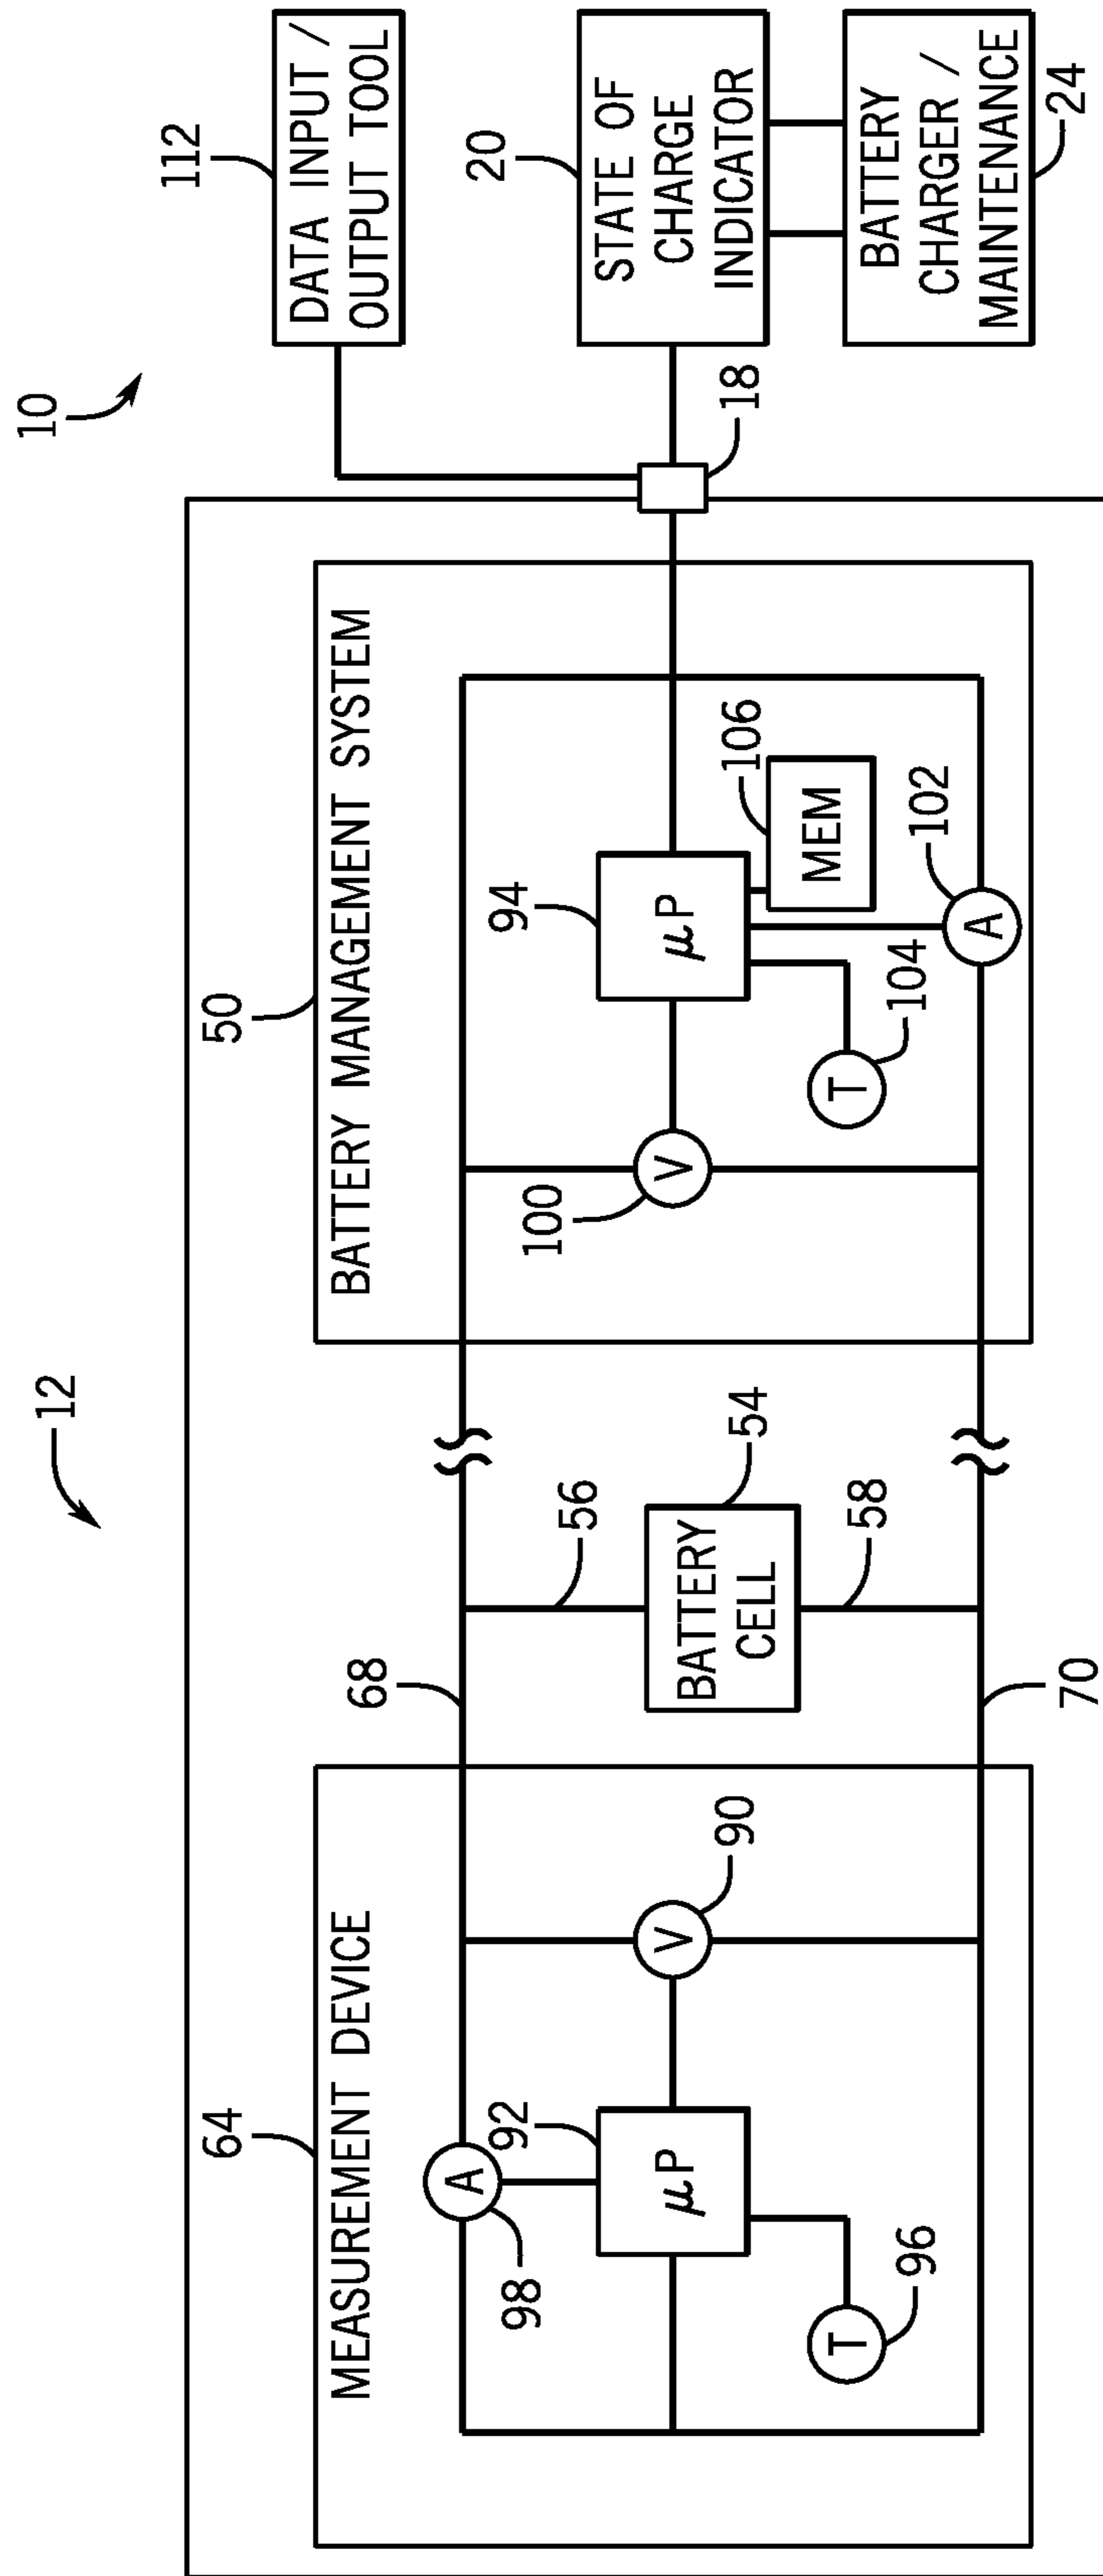 10
12
112
DATA INPUT /
OUTPUT TOOL
20
STATE OF
CHARGE
INDICATOR
BATTERY
CHARGER /
MAINTENANCE
24
18
50
BATTERY MANAGEMENT SYSTEM
94
μP
106
MEM
100
V
T
104
A
102
54
BATTERY
CELL
56
58
68
70
64
MEASUREMENT DEVICE
A
98
92
μP
V
90
T
96